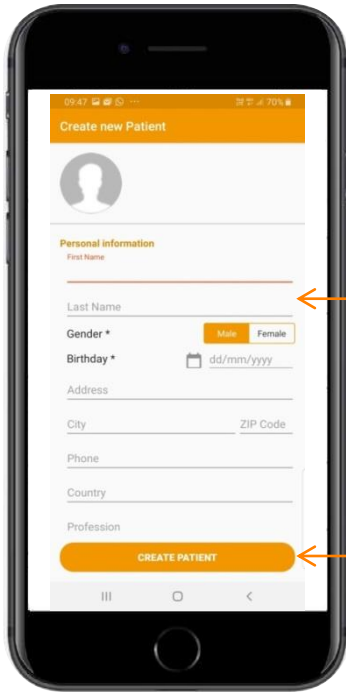 09:47 70%
Create new Patient
Personal information
First Name
Last Name
Gender * Male Female
Birthday * dd/mm/yyyy
Address
City ZIP Code
Phone
Country
Profession
CREATE PATIENT